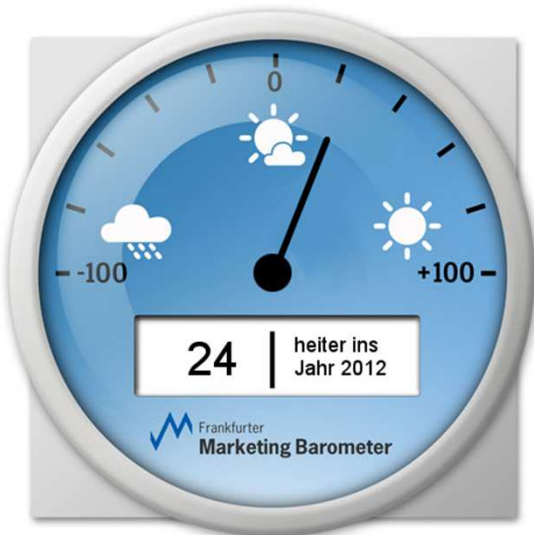 0
-100
+100
24
heiter ins
Jahr 2012
Frankfurter
Marketing Barometer